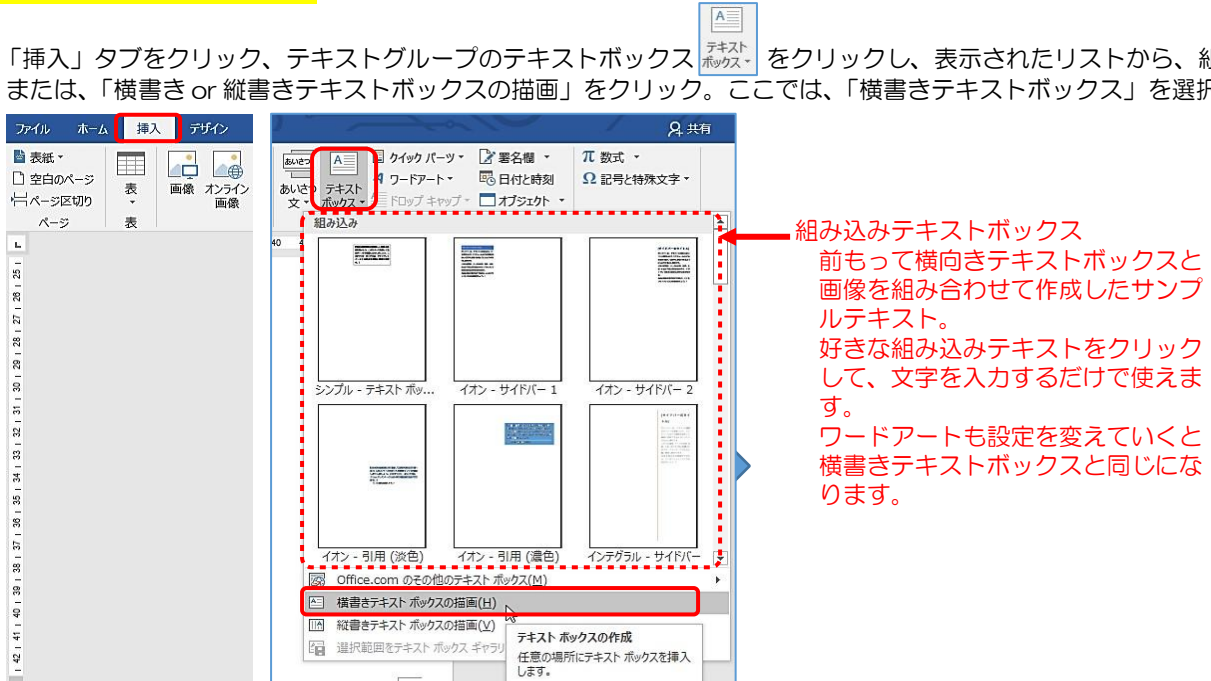 「挿入」タブをクリック、テキストグループのテキストボックス テキスト ボックス をクリックし、表示されたリストから、組
または、「横書き or 縦書きテキストボックスの描画」をクリック。ここでは、「横書きテキストボックス」を選択
ファイル ホーム 挿入 デザイン
表紙
空白のページ
ページ区切り
ページ
表
表
画像
オンライン
画像
共有
あいさつ
文
テキスト
ボックス
クイック パーツ
ワードアート
ドロップ キャップ
署名欄
日付と時刻
オブジェクト
数式
記号と特殊文字
40
組み込み
シンプル - テキスト ボッ...
イオン - サイドバー 1
イオン - サイドバー 2
イオン - 引用 (淡色)
イオン - 引用 (濃色)
インテグラル - サイドバー
Office.com のその他のテキスト ボックス(M)
横書きテキスト ボックスの描画(H)
縦書きテキスト ボックスの描画(V)
選択範囲をテキスト ボックス ギャラリ
テキスト ボックスの作成
任意の場所にテキスト ボックスを挿入
します。
25
26
27
28
29
30
31
32
33
34
35
36
37
38
39
40
41
42
組み込みテキストボックス
前もって横向きテキストボックスと
画像を組み合わせて作成したサンプ
ルテキスト。
好きな組み込みテキストをクリック
して、文字を入力するだけで使えま
す。
ワードアートも設定を変えていくと
横書きテキストボックスと同じにな
ります。